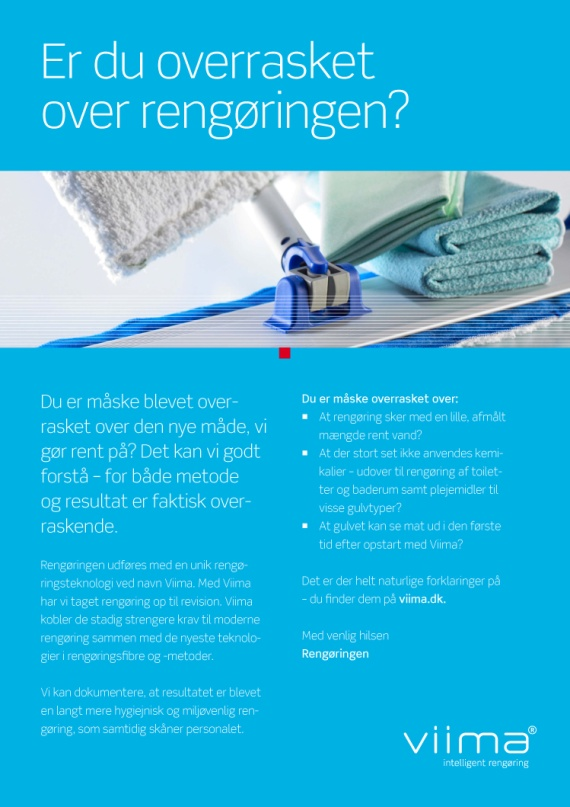 Er du overrasket
over rengøringen?
Du er måske blevet over-
rasket over den nye måde, vi
gør rent på? Det kan vi godt
forstå – for både metode
og resultat er faktisk over-
raskende.
Rengøringen udføres med en unik rengø-
ringsteknologi ved navn Viima. Med Viima
har vi taget rengøring op til revision. Viima
kobler de stadig strengere krav til moderne
rengøring sammen med de nyeste teknolo-
gier i rengøringsfibre og -metoder.
Vi kan dokumentere, at resultatet er blevet
en langt mere hygiejnisk og miljøvenlig ren-
gøring, som samtidig skåner personalet.
Du er måske overrasket over:
▪ At rengøring sker med en lille, afmålt
mængde rent vand?
▪ At der stort set ikke anvendes kemi-
kalier – udover til rengøring af toilet-
ter og baderum samt plejemidler til
visse gulvtyper?
▪ At gulvet kan se mat ud i den første
tid efter opstart med Viima?
Det er der helt naturlige forklaringer på
– du finder dem på viima.dk.
Med venlig hilsen
Rengøringen
viima®
intelligent rengøring